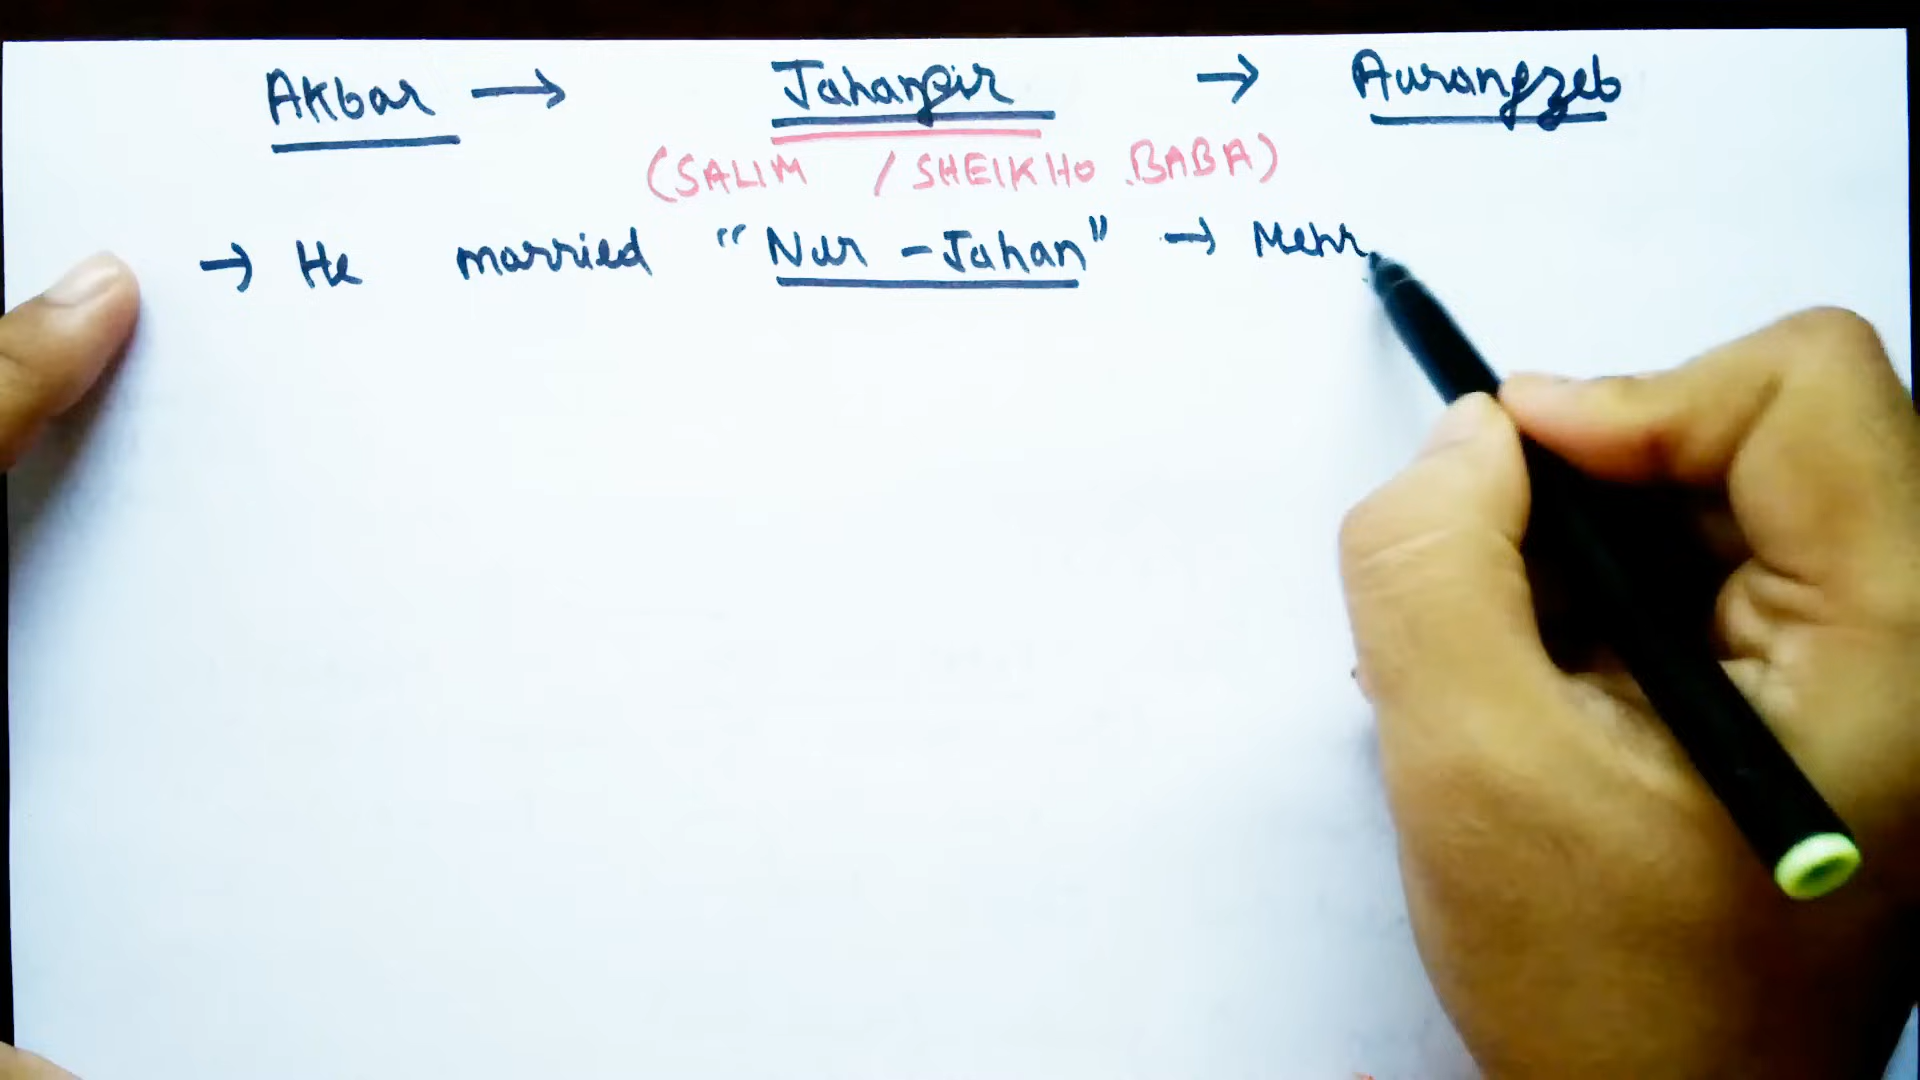 Akbar → Jahangir → Aurangzeb
(SALIM / SHEIKHO BABA)
→ He married "Nur - Jahan" → Mehr